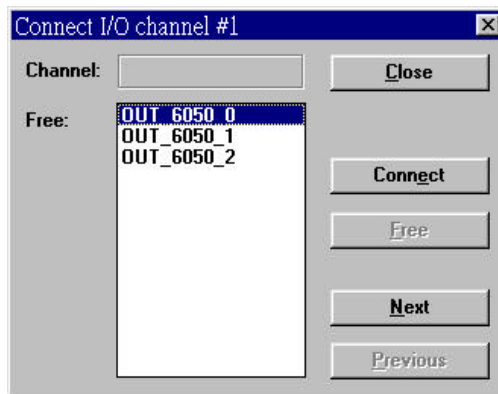 Connect I/O channel #1
Channel:
Close
Free:
OUT_6050_0
OUT_6050_1
OUT_6050_2
Connect
Free
Next
Previous